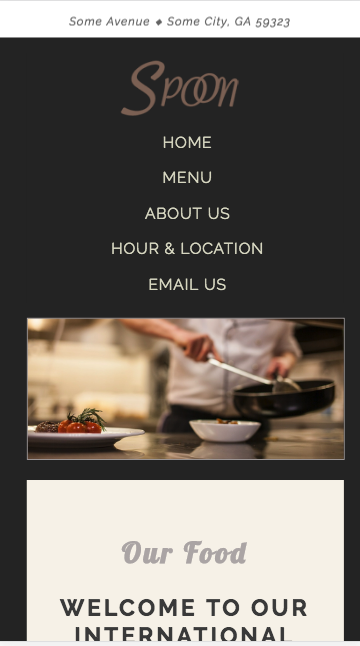 Some Avenue ⬥ Some City, GA 59323
Spoon
HOME
MENU
ABOUT US
HOUR & LOCATION
EMAIL US
Our Food
WELCOME TO OUR
INTERNATIONAL